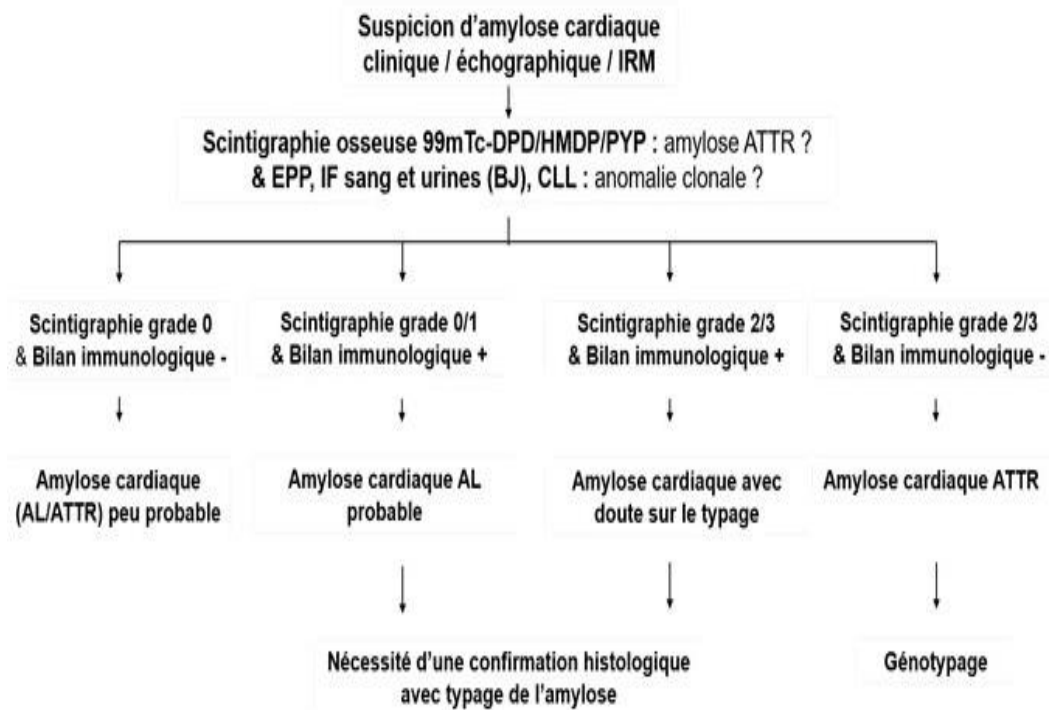 Suspicion d'amylose cardiaque
clinique / échographique / IRM
Scintigraphie osseuse 99mTc-DPD/HMDP/PYP : amylose ATTR ?
& EPP, IF sang et urines (BJ), CLL : anomalie clonale ?
Scintigraphie grade 0
& Bilan immunologique -
Scintigraphie grade 0/1
& Bilan immunologique +
Scintigraphie grade 2/3
& Bilan immunologique +
Scintigraphie grade 2/3
& Bilan immunologique -
Amylose cardiaque
(AL/ATTR) peu probable
Amylose cardiaque AL
probable
Amylose cardiaque avec
doute sur le typage
Amylose cardiaque ATTR
Nécessité d'une confirmation histologique
avec typage de l'amylose
Génotypage